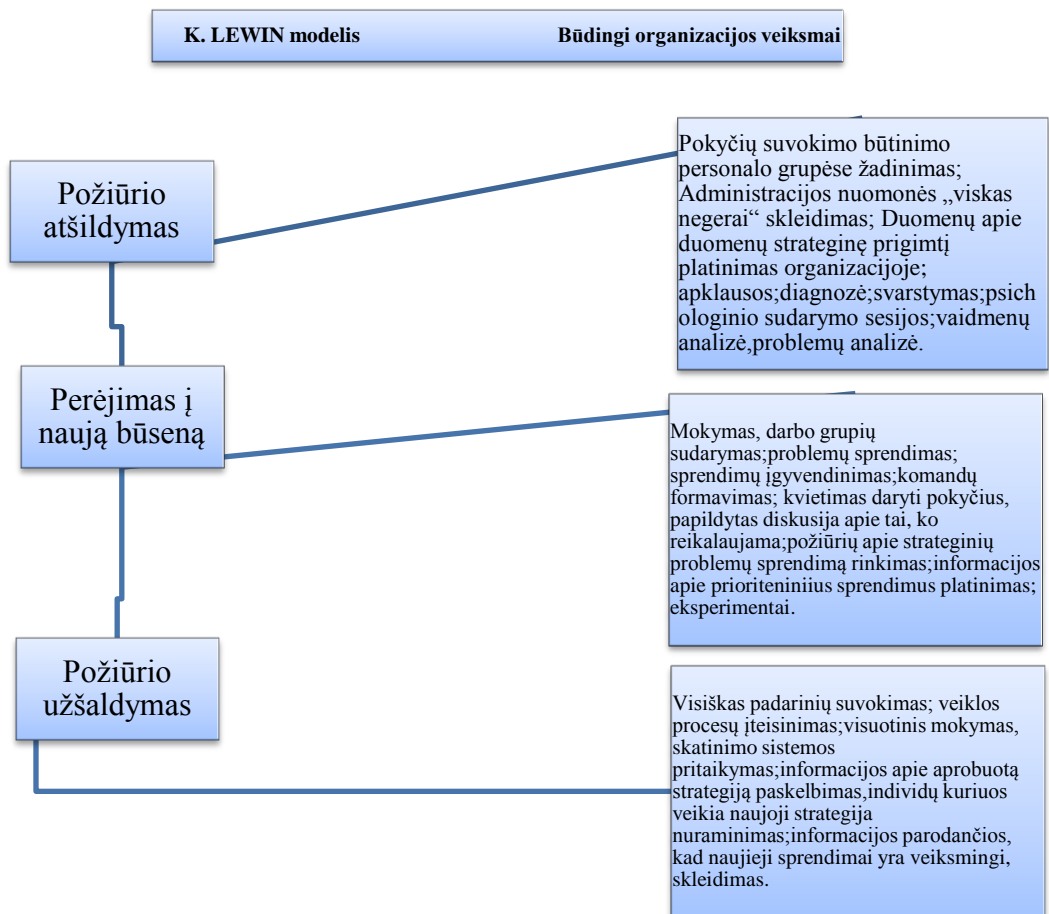 K. LEWIN modelis Būdingi organizacijos veiksmai
Požiūrio
atšildymas
Pokyčių suvokimo būtinimo
personalo grupėse žadinimas;
Administracijos nuomonės „viskas
negerai“ skleidimas; Duomenų apie
duomenų strateginę prigimtį
platinimas organizacijoje;
apklausos;diagnozė;svarstymas;psich
ologinio sudarymo sesijos;vaidmenų
analizė,problemų analizė.
Perėjimas į
naują būseną
Mokymas, darbo grupių
sudarymas;problemų sprendimas;
sprendimų įgyvendinimas;komandų
formavimas; kvietimas daryti pokyčius,
papildytas diskusija apie tai, ko
reikalaujama;požiūrių apie strateginių
problemų sprendimą rinkimas;informacijos
apie prioriteniniius sprendimus platinimas;
eksperimentai.
Požiūrio
užšaldymas
Visiškas padarinių suvokimas; veiklos
procesų įteisinimas;visuotinis mokymas,
skatinimo sistemos
pritaikymas;informacijos apie aprobuotą
strategiją paskelbimas,individų kuriuos
veikia naujoji strategija
nuraminimas;informacijos parodančios,
kad naujieji sprendimai yra veiksmingi,
skleidimas.